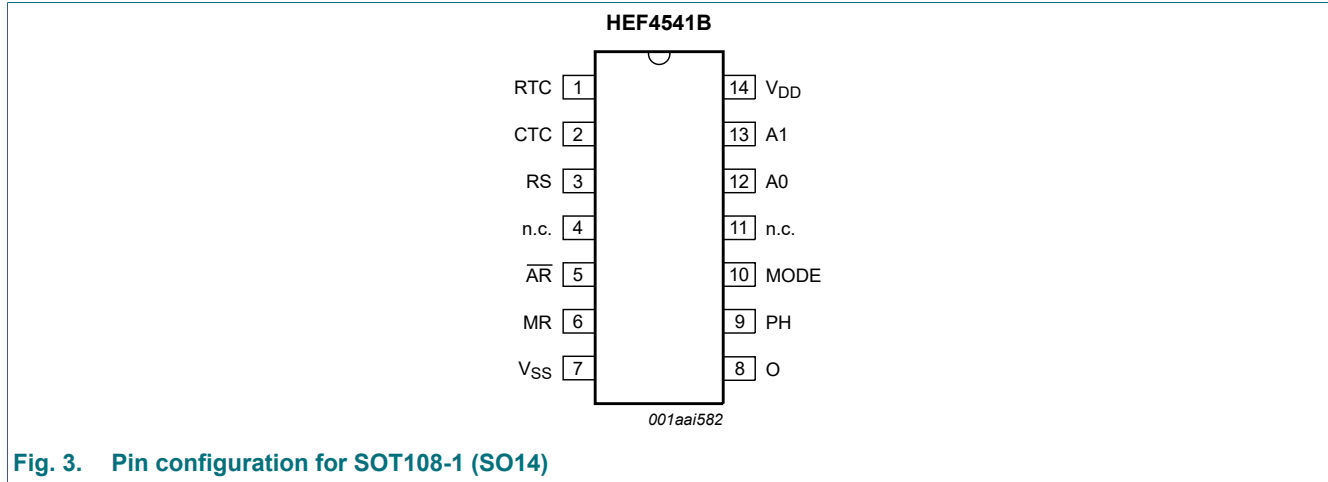 HEF4541B
RTC 1 14 VDD
CTC 2 13 A1
RS 3 12 A0
n.c. 4 11 n.c.
A̅R̅ 5 10 MODE
MR 6 9 PH
VSS 7 8 O
001aai582
Fig. 3. Pin configuration for SOT108-1 (SO14)